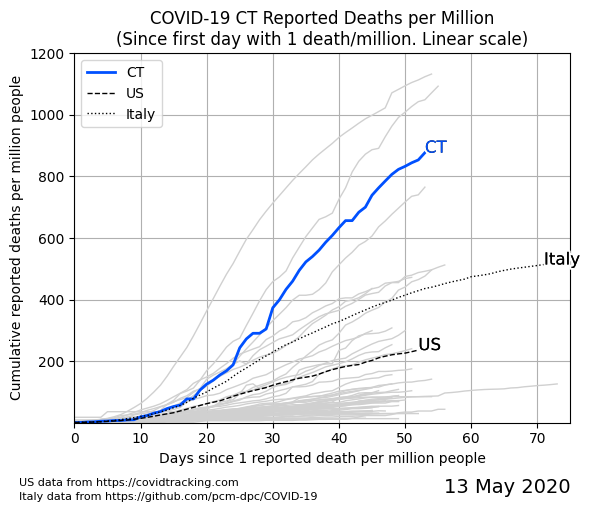 COVID-19 CT Reported Deaths per Million
(Since first day with 1 death/million. Linear scale)
Cumulative reported deaths per million people
1200
1000
800
600
400
200
CT
US
Italy
CT
Italy
US
0 10 20 30 40 50 60 70
Days since 1 reported death per million people
US data from https://covidtracking.com
Italy data from https://github.com/pcm-dpc/COVID-19
13 May 2020